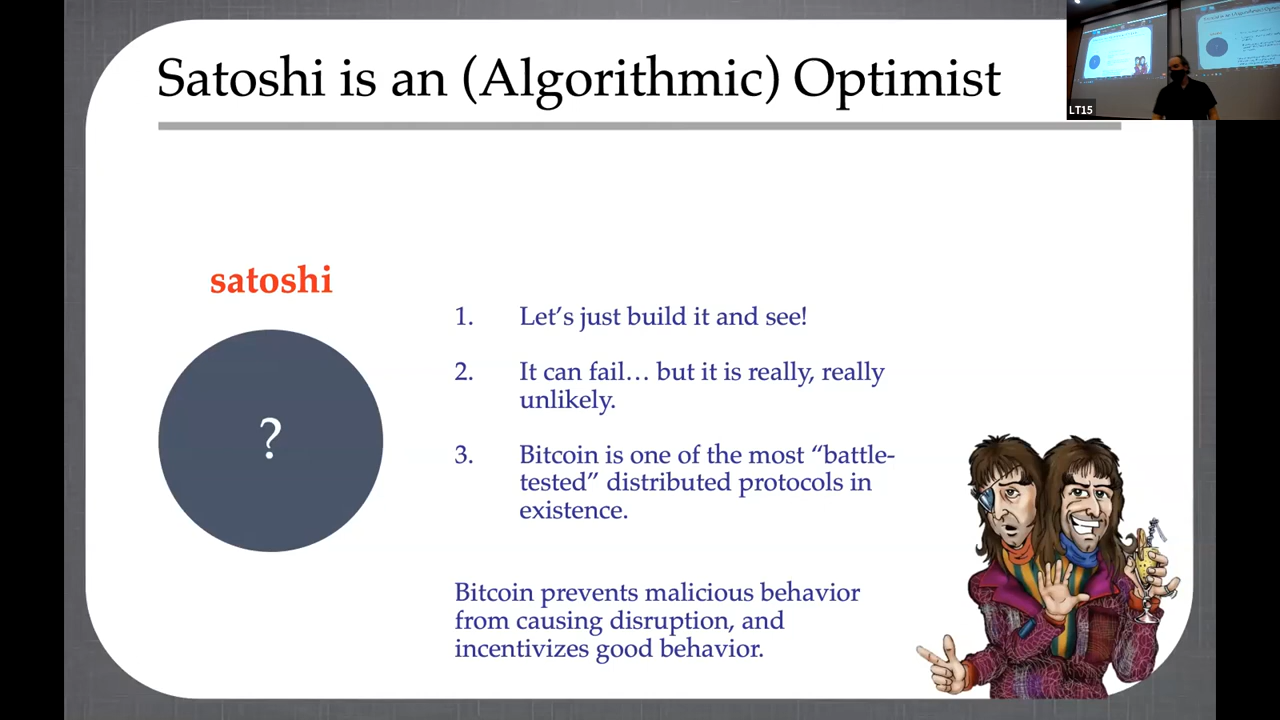 Satoshi is an (Algorithmic) Optimist
LT15
satoshi
?
1. Let's just build it and see!
2. It can fail… but it is really, really
unlikely.
3. Bitcoin is one of the most “battle-
tested” distributed protocols in
existence.
Bitcoin prevents malicious behavior
from causing disruption, and
incentivizes good behavior.